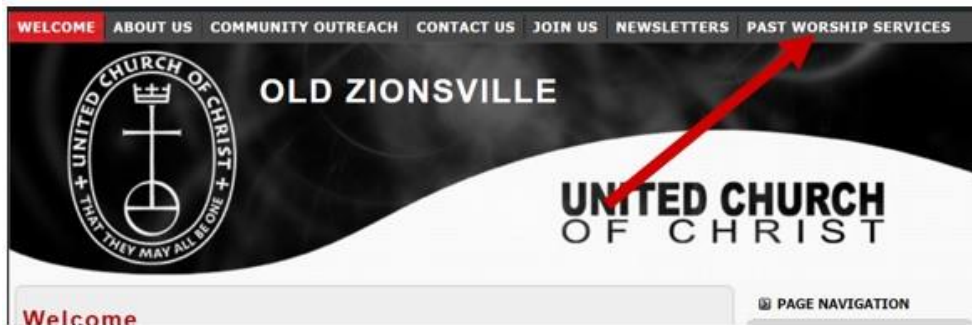 WELCOME ABOUT US COMMUNITY OUTREACH CONTACT US JOIN US NEWSLETTERS PAST WORSHIP SERVICES
UNITED CHURCH OF CHRIST + THAT THEY MAY ALL BE ONE +
OLD ZIONSVILLE
UNITED CHURCH
OF CHRIST
Welcome
PAGE NAVIGATION